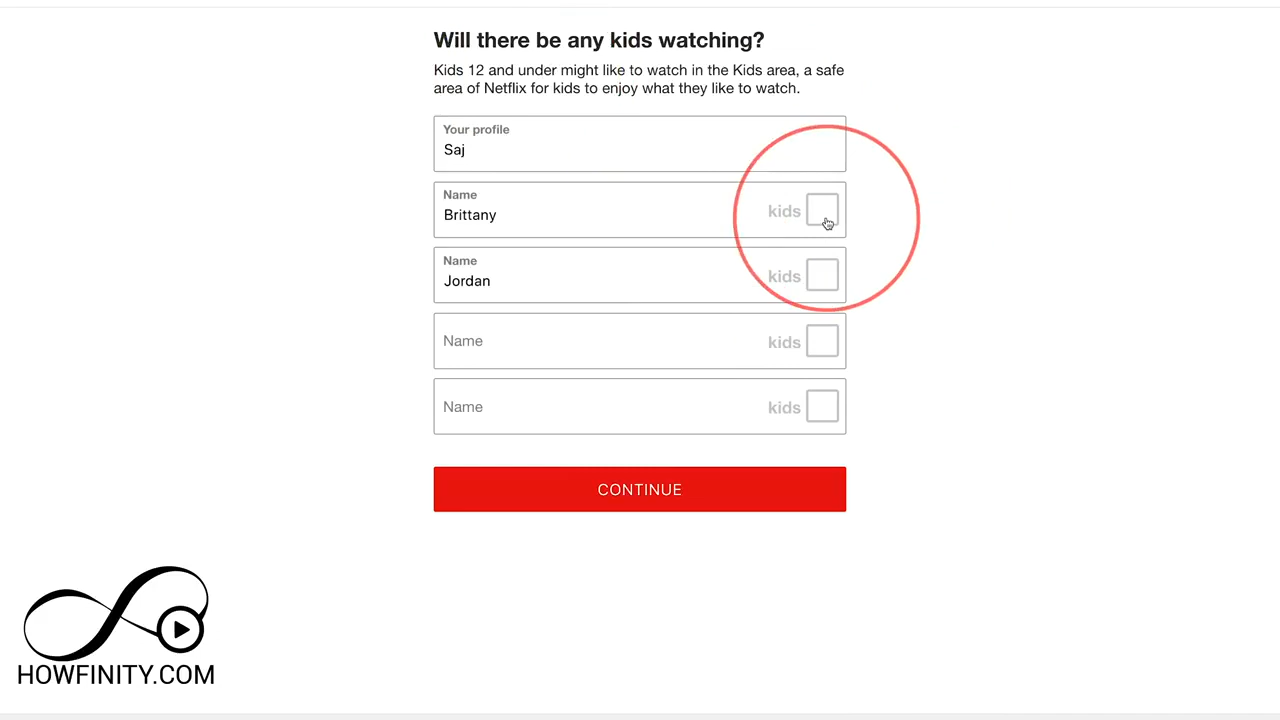 Will there be any kids watching?
Kids 12 and under might like to watch in the Kids area, a safe
area of Netflix for kids to enjoy what they like to watch.
Your profile
Saj
Name
Brittany
kids
Name
Jordan
kids
Name
kids
Name
kids
CONTINUE
HOWFINITY.COM